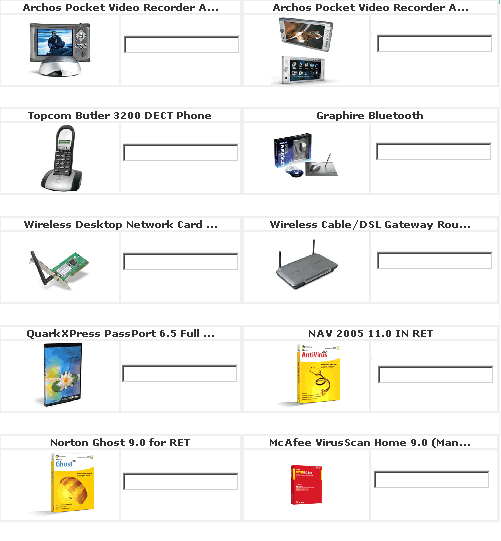 Archos Pocket Video Recorder A... Archos Pocket Video Recorder A...
Topcom Butler 3200 DECT Phone Graphire Bluetooth
Wireless Desktop Network Card ... Wireless Cable/DSL Gateway Rou...
QuarkXPress PassPort 6.5 Full ... NAV 2005 11.0 IN RET
AntiVirus
Norton Ghost 9.0 for RET McAfee VirusScan Home 9.0 (Man...
Ghost